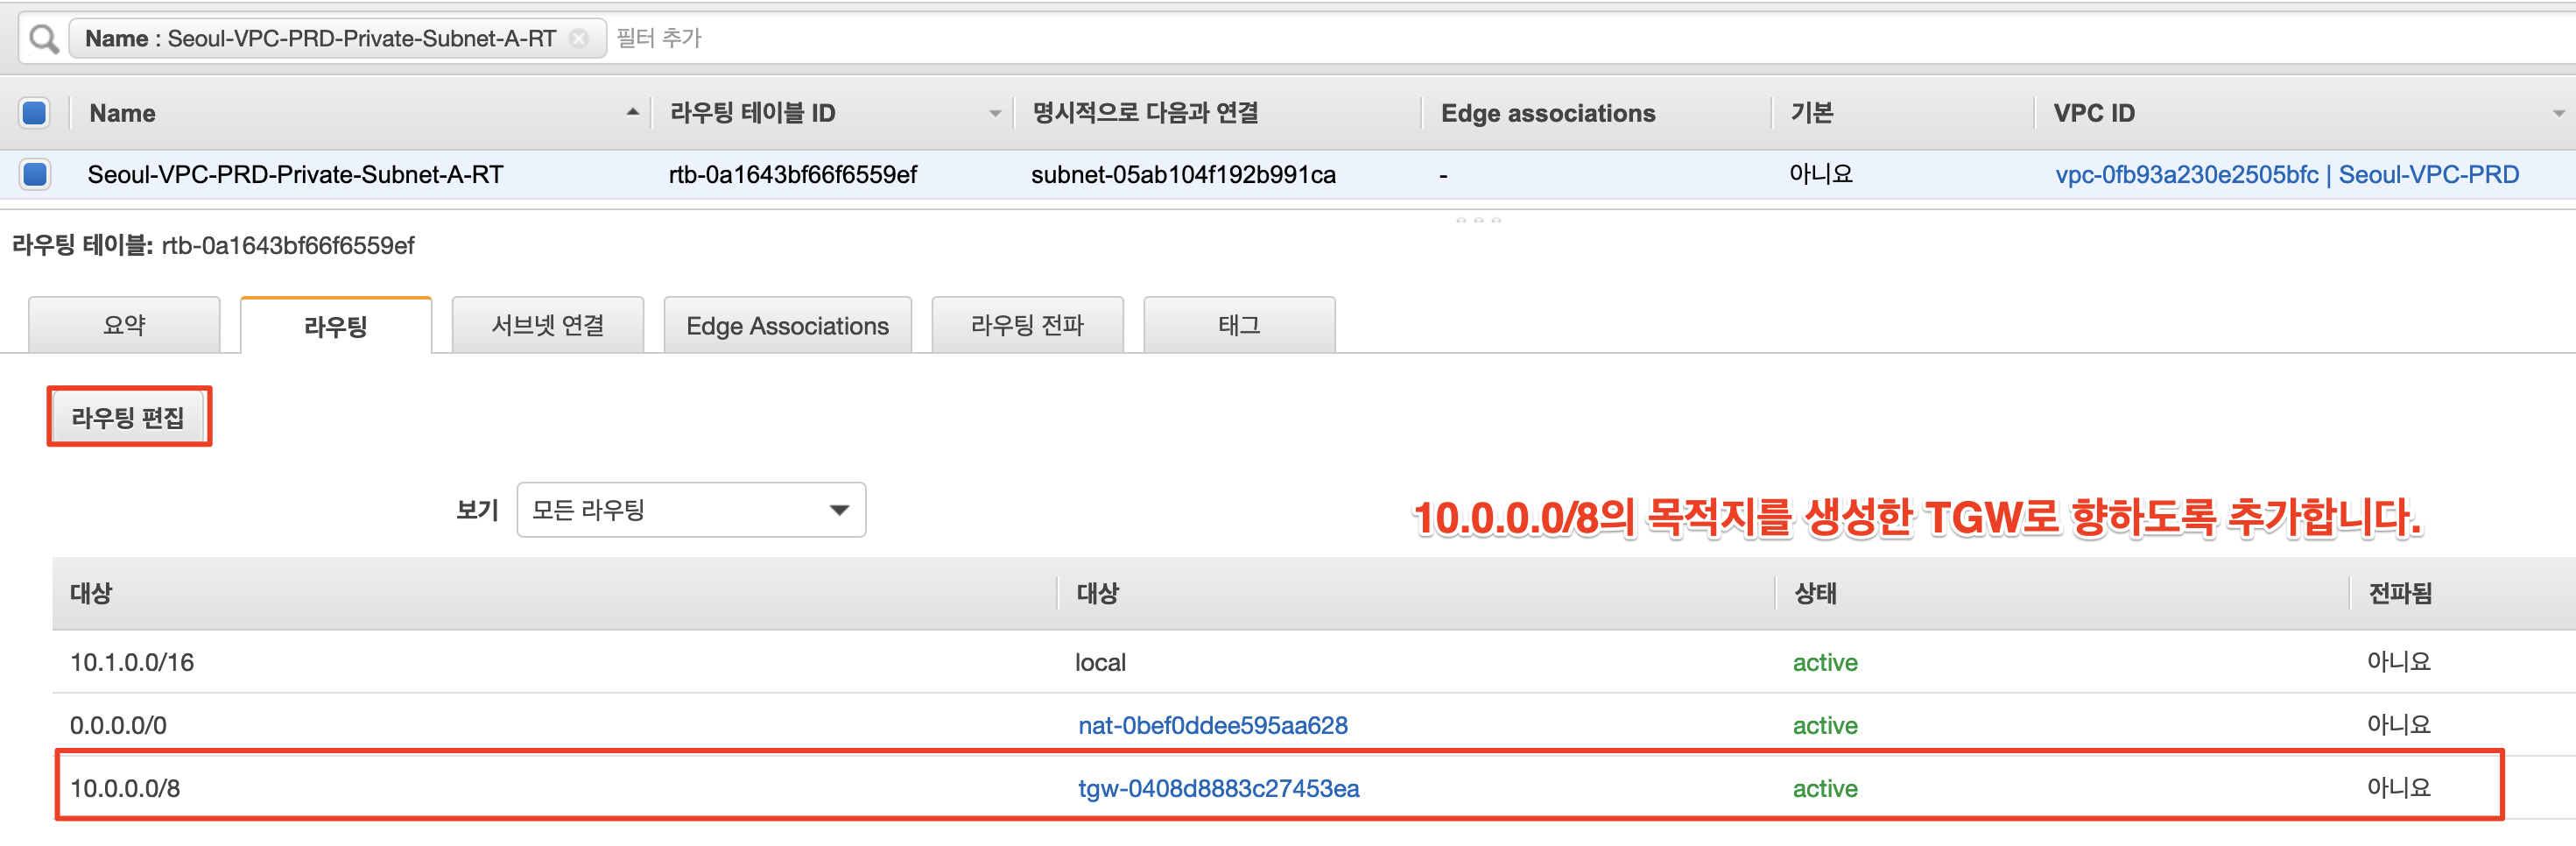 Name : Seoul-VPC-PRD-Private-Subnet-A-RT 필터 추가
Name 라우팅 테이블 ID 명시적으로 다음과 연결 Edge associations 기본 VPC ID
Seoul-VPC-PRD-Private-Subnet-A-RT rtb-0a1643bf66f6559ef subnet-05ab104f192b991ca - 아니요 vpc-0fb93a230e2505bfc | Seoul-VPC-PRD
라우팅 테이블: rtb-0a1643bf66f6559ef
요약 라우팅 서브넷 연결 Edge Associations 라우팅 전파 태그
라우팅 편집
보기 모든 라우팅
10.0.0.0/8의 목적지를 생성한 TGW로 향하도록 추가합니다.
대상 대상 상태 전파됨
10.1.0.0/16 local active 아니요
0.0.0.0/0 nat-0bef0ddee595aa628 active 아니요
10.0.0.0/8 tgw-0408d8883c27453ea active 아니요